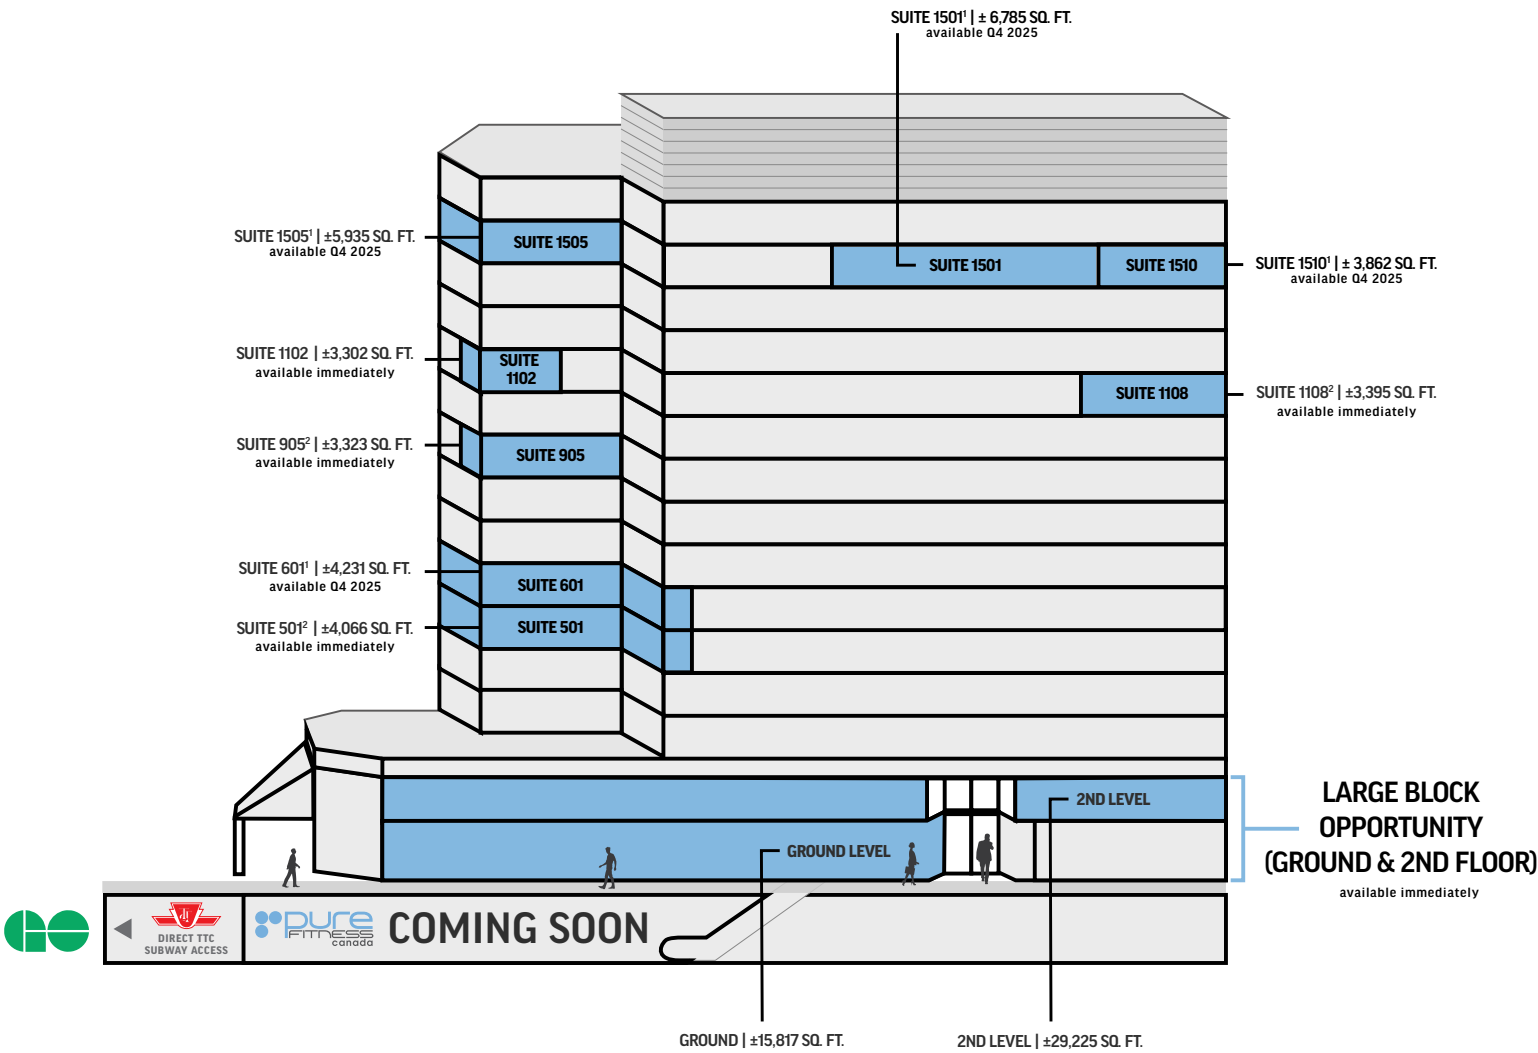 SUITE 1501¹ | ± 6,785 SQ. FT.
available Q4 2025
SUITE 1505¹ | ±5,935 SQ. FT.
available Q4 2025
SUITE 1505
SUITE 1501
SUITE 1510
SUITE 1510¹ | ± 3,862 SQ. FT.
available Q4 2025
SUITE 1102 | ±3,302 SQ. FT.
available immediately
SUITE
1102
SUITE 1108
SUITE 1108² | ±3,395 SQ. FT.
available immediately
SUITE 905² | ±3,323 SQ. FT.
available immediately
SUITE 905
SUITE 601¹ | ±4,231 SQ. FT.
available Q4 2025
SUITE 601
SUITE 501² | ±4,066 SQ. FT.
available immediately
SUITE 501
2ND LEVEL
GROUND LEVEL
LARGE BLOCK
OPPORTUNITY
(GROUND & 2ND FLOOR)
available immediately
GO
DIRECT TTC
SUBWAY ACCESS
pure
FITNESS
canada
COMING SOON
GROUND | ±15,817 SQ. FT.
2ND LEVEL | ±29,225 SQ. FT.